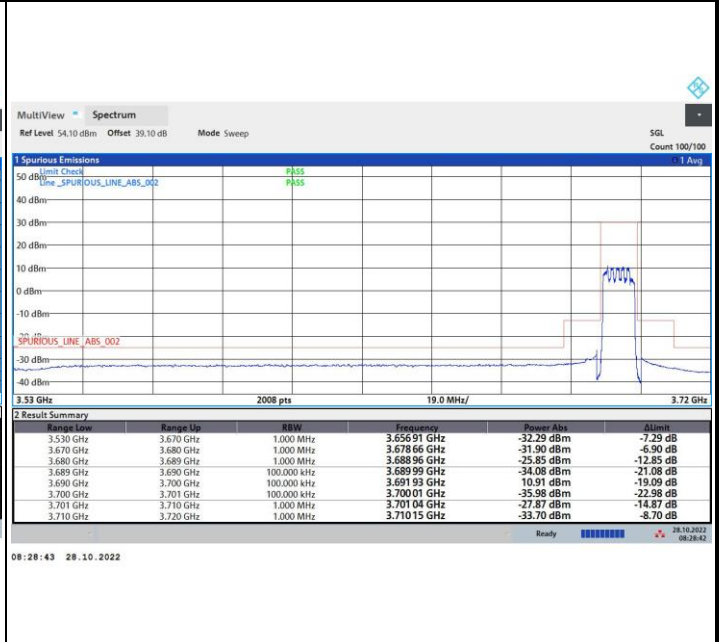 MultiView Spectrum
Ref Level 54.10 dBm Offset 39.10 dB Mode Sweep SGL
Count 100/100
1 Spurious Emissions 1 Avg
Limit Check PASS
50 dBm
Line _SPURIOUS_LINE_ABS_002 PASS
40 dBm
30 dBm
20 dBm
10 dBm
0 dBm
-10 dBm
-20 dBm
_SPURIOUS_LINE_ABS_002
-30 dBm
-40 dBm
3.53 GHz 2008 pts 19.0 MHz/ 3.72 GHz
2 Result Summary
Range Low Range Up RBW Frequency Power Abs ΔLimit
3.530 GHz 3.670 GHz 1.000 MHz 3.656 91 GHz -32.29 dBm -7.29 dB
3.670 GHz 3.680 GHz 1.000 MHz 3.678 66 GHz -31.90 dBm -6.90 dB
3.680 GHz 3.689 GHz 1.000 MHz 3.688 96 GHz -25.85 dBm -12.85 dB
3.689 GHz 3.690 GHz 100.000 kHz 3.689 99 GHz -34.08 dBm -21.08 dB
3.690 GHz 3.700 GHz 100.000 kHz 3.691 93 GHz 10.91 dBm -19.09 dB
3.700 GHz 3.701 GHz 100.000 kHz 3.700 01 GHz -35.98 dBm -22.98 dB
3.701 GHz 3.710 GHz 1.000 MHz 3.701 04 GHz -27.87 dBm -14.87 dB
3.710 GHz 3.720 GHz 1.000 MHz 3.710 15 GHz -33.70 dBm -8.70 dB
Ready 28.10.2022
08:28:42
08:28:43 28.10.2022